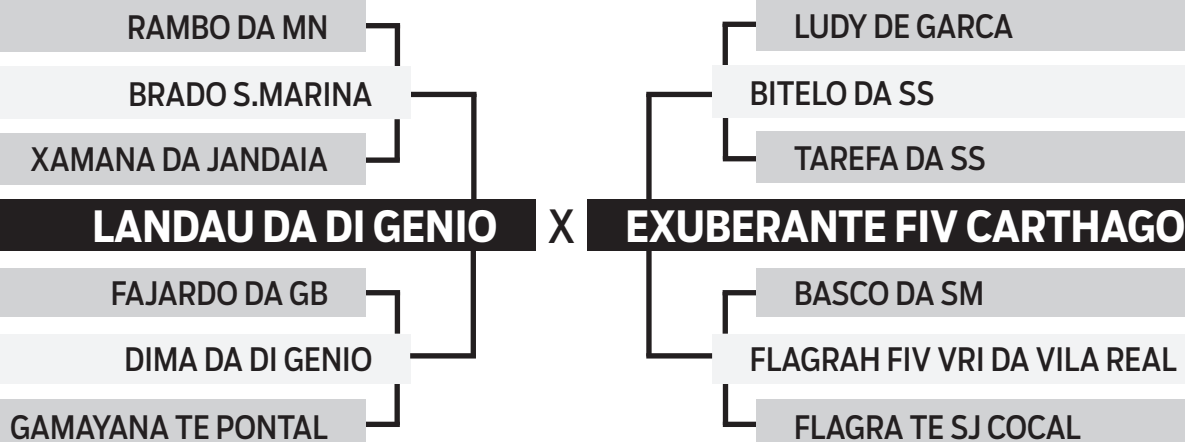 RAMBO DA MN
BRADO S.MARINA
XAMANA DA JANDAIA
LANDAU DA DI GENIO X EXUBERANTE FIV CARTHAGO
FAJARDO DA GB
DIMA DA DI GENIO
GAMAYANA TE PONTAL
LUDY DE GARCA
BITELO DA SS
TAREFA DA SS
BASCO DA SM
FLAGRAH FIV VRI DA VILA REAL
FLAGRA TE SJ COCAL